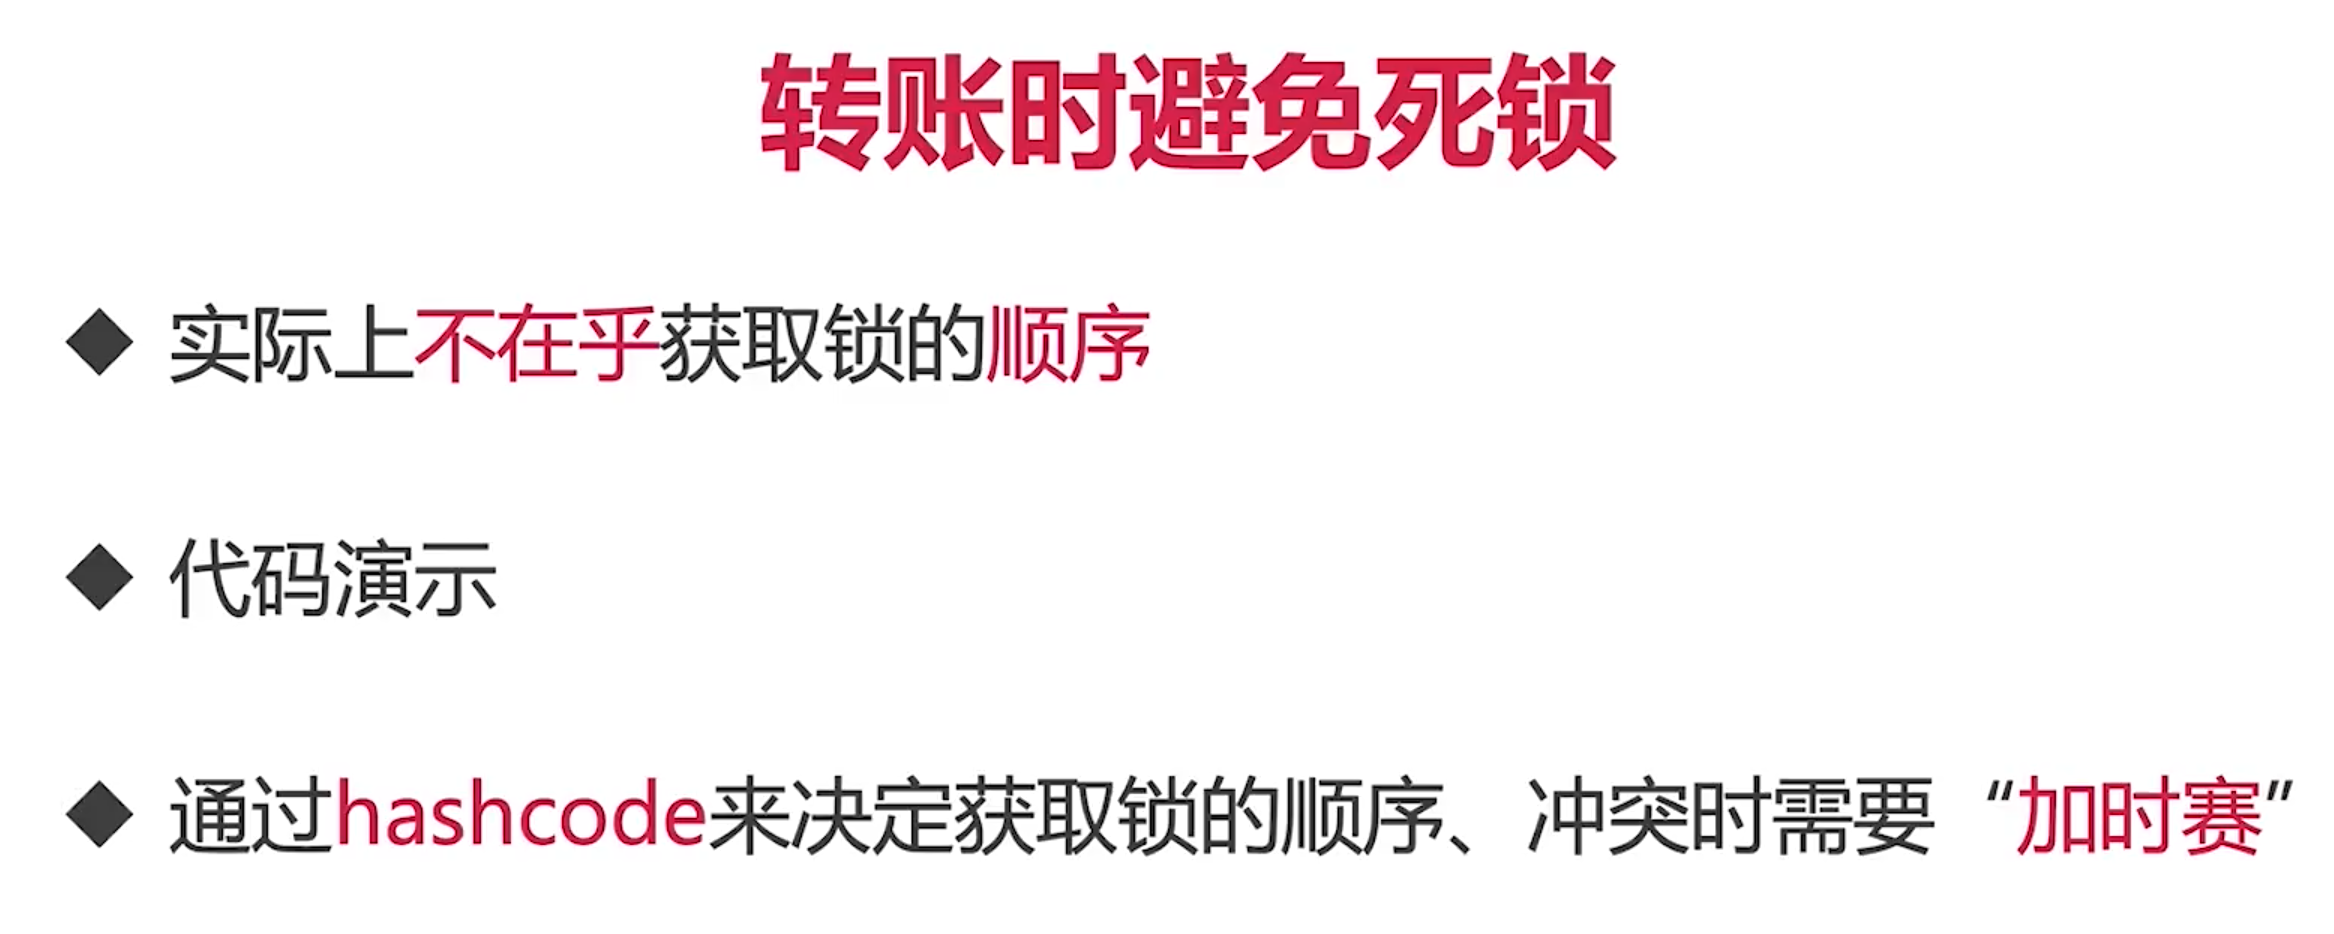 转账时避免死锁
◆ 实际上不在乎获取锁的顺序
◆ 代码演示
◆ 通过hashcode来决定获取锁的顺序、冲突时需要“加时赛”